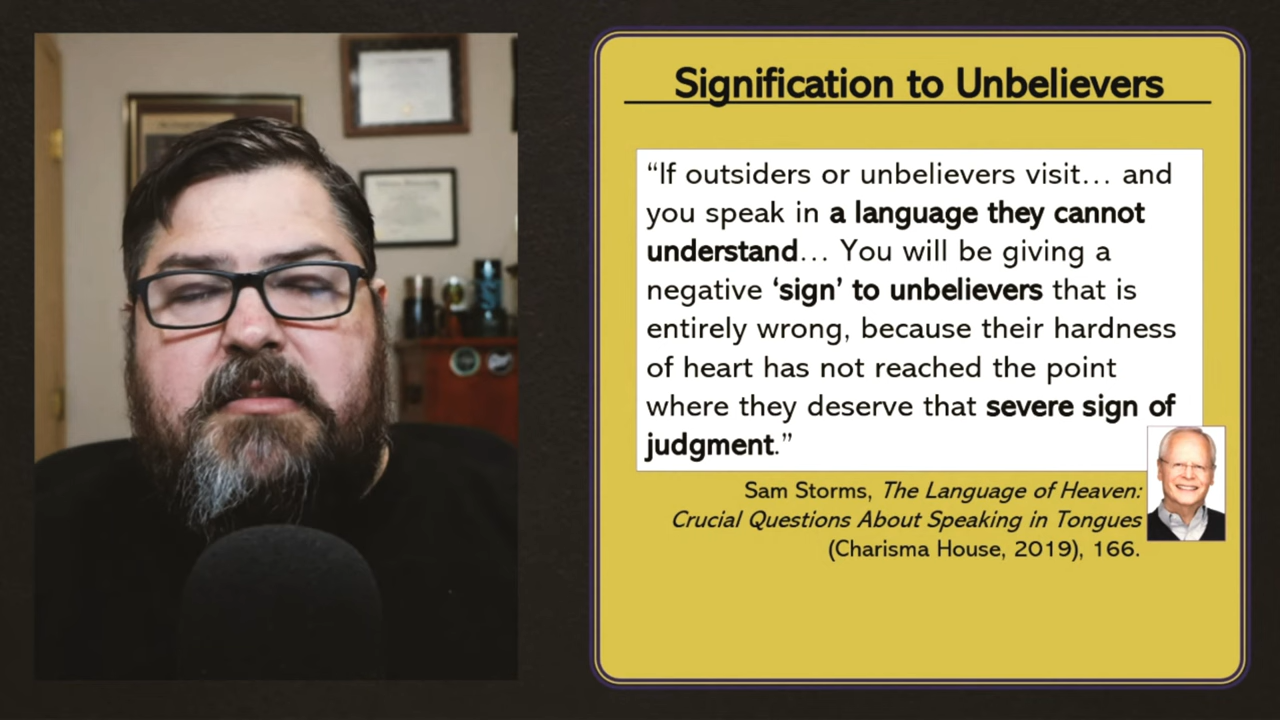 Signification to Unbelievers
“If outsiders or unbelievers visit… and
you speak in a language they cannot
understand… You will be giving a
negative ‘sign’ to unbelievers that is
entirely wrong, because their hardness
of heart has not reached the point
where they deserve that severe sign of
judgment.”
Sam Storms, The Language of Heaven:
Crucial Questions About Speaking in Tongues
(Charisma House, 2019), 166.